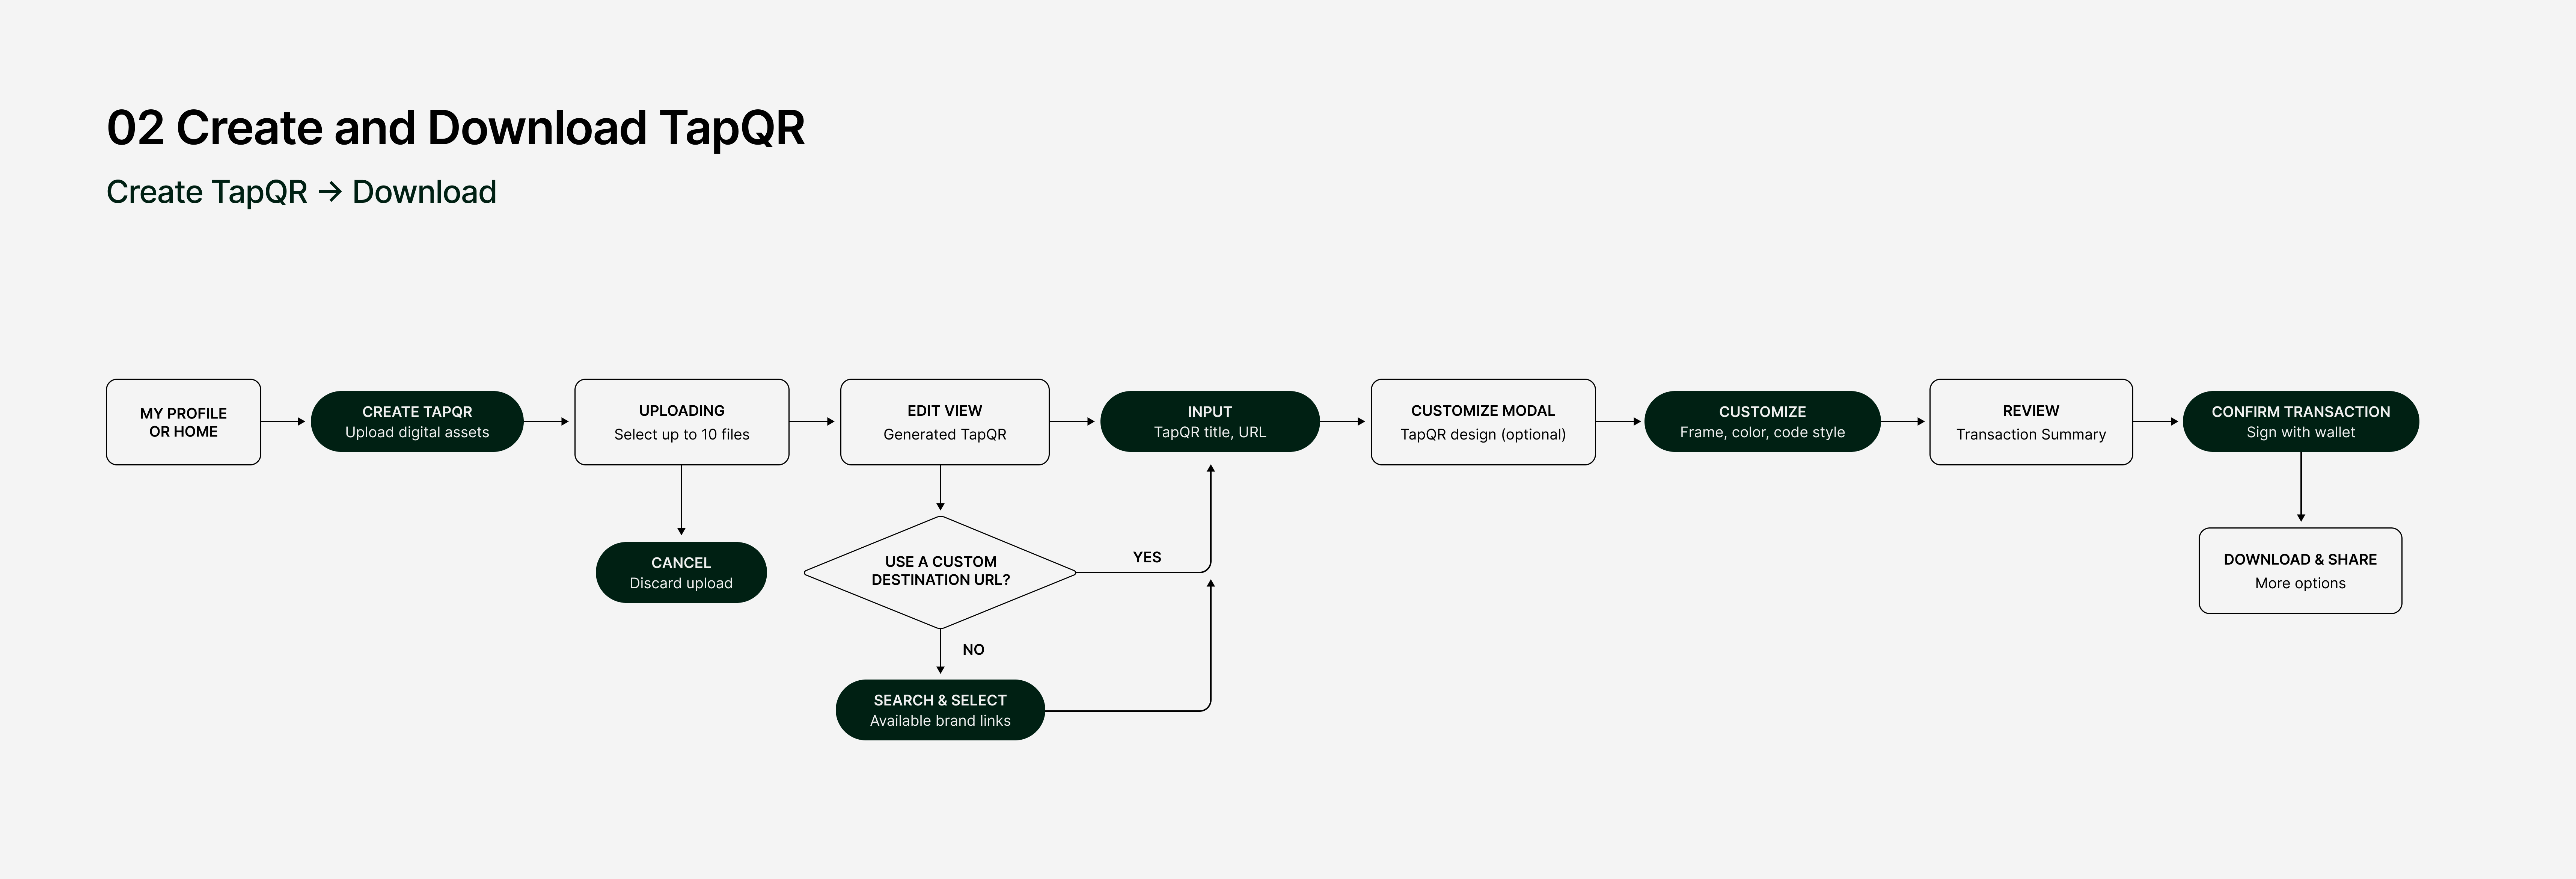 02 Create and Download TapQR
Create TapQR → Download
MY PROFILE
OR HOME
CREATE TAPQR
Upload digital assets
UPLOADING
Select up to 10 files
EDIT VIEW
Generated TapQR
INPUT
TapQR title, URL
CUSTOMIZE MODAL
TapQR design (optional)
CUSTOMIZE
Frame, color, code style
REVIEW
Transaction Summary
CONFIRM TRANSACTION
Sign with wallet
CANCEL
Discard upload
USE A CUSTOM
DESTINATION URL?
YES
DOWNLOAD & SHARE
More options
NO
SEARCH & SELECT
Available brand links